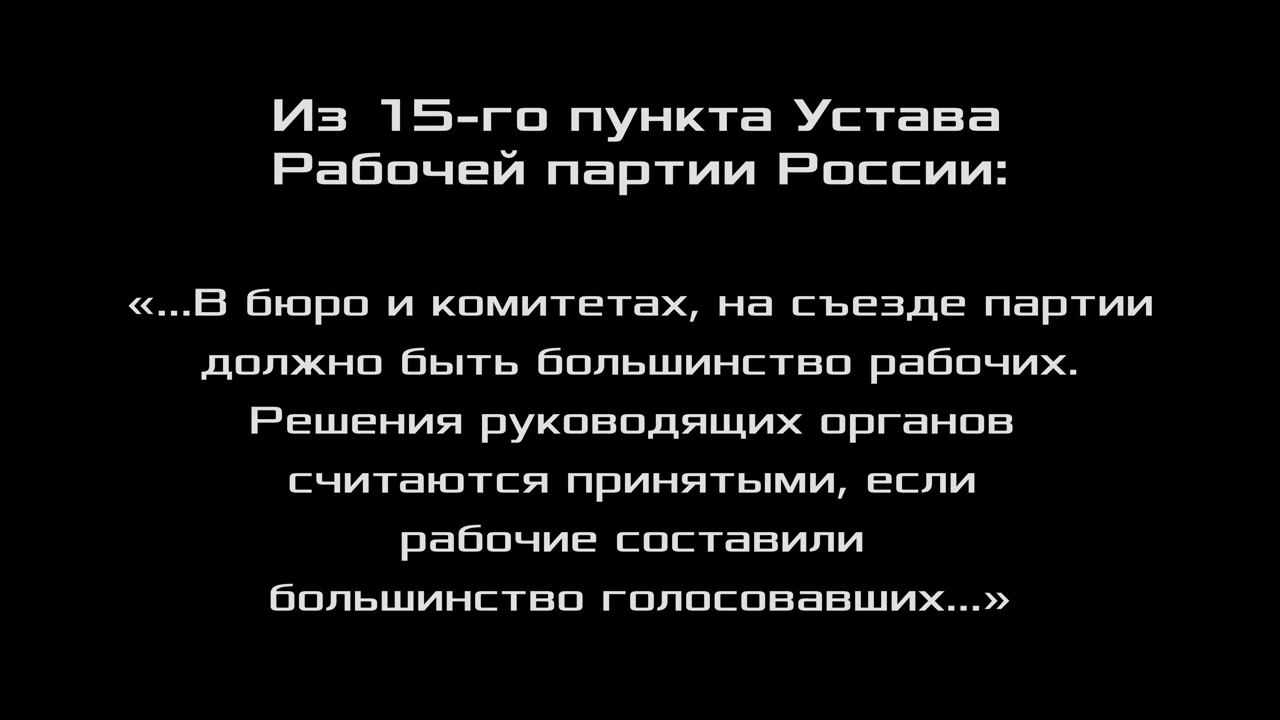 Из 15-го пункта Устава
Рабочей партии России:
«...В бюро и комитетах, на съезде партии
должно быть большинство рабочих.
Решения руководящих органов
считаются принятыми, если
рабочие составили
большинство голосовавших...»